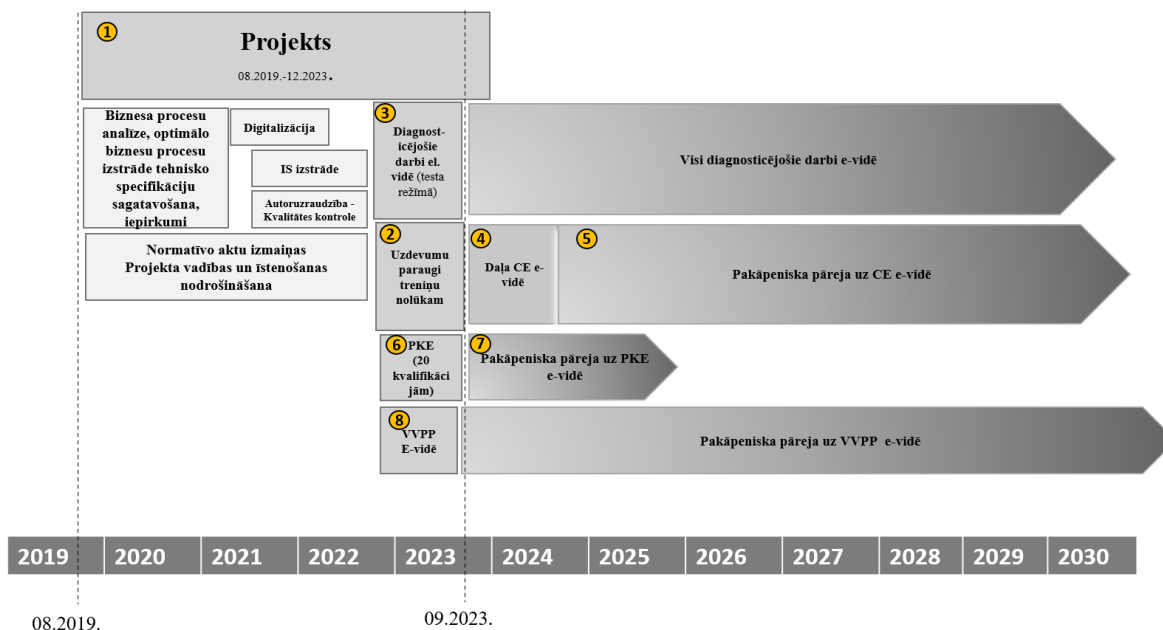 1
Projekts
08.2019.-12.2023.
Biznesa procesu
analīze, optimālo
biznesu procesu
izstrāde tehnisko
specifikāciju
sagatavošana,
iepirkumi
Digitalizācija
IS izstrāde
Autoruzraudzība -
Kvalitātes kontrole
Normatīvo aktu izmaiņas
Projekta vadības un īstenošanas
nodrošināšana
3
Diagnost-
icējošie
darbi el.
vidē (testa
režīmā)
Visi diagnosticējošie darbi e-vidē
2
Uzdevumu
paraugi
treniņu
nolūkam
4
Daļa CE e-
vidē
5
Pakāpeniska pāreja uz CE e-vidē
6
PKE
(20
kvalifikāci
jām)
7
Pakāpeniska pāreja uz PKE
e-vidē
8
VVPP
E-vidē
Pakāpeniska pāreja uz VVPP e-vidē
2019 2020 2021 2022 2023 2024 2025 2026 2027 2028 2029 2030
08.2019.
09.2023.